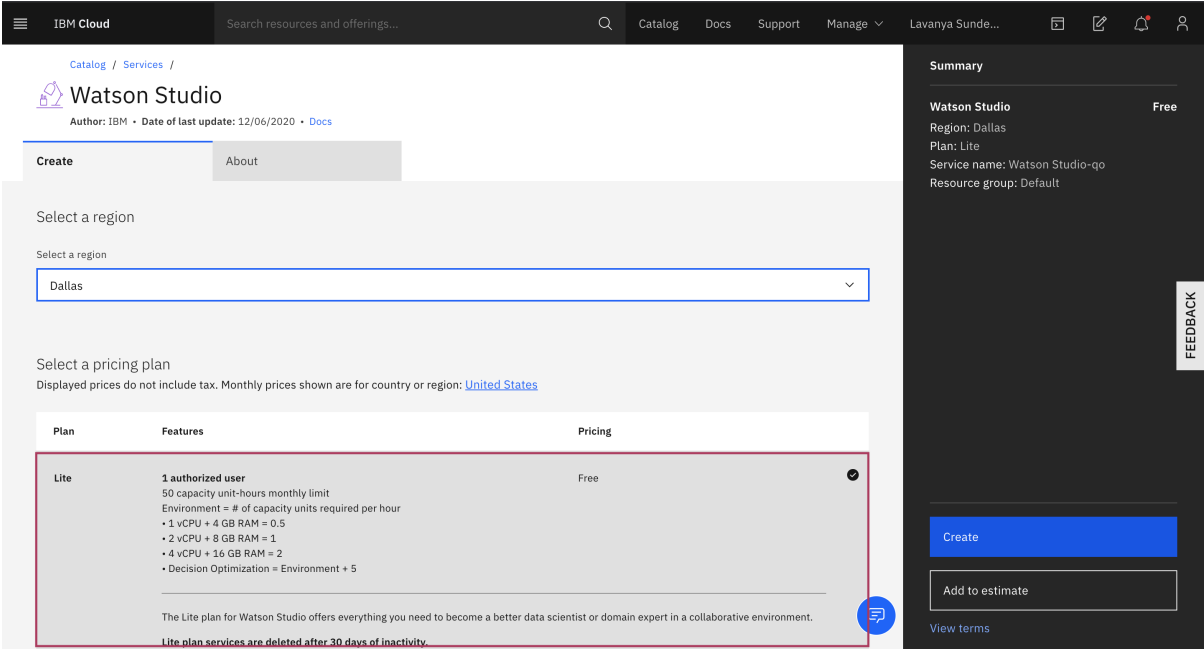 IBM Cloud
Search resources and offerings...
Catalog
Docs
Support
Manage
Lavanya Sunde...
Catalog / Services /
Watson Studio
Author: IBM • Date of last update: 12/06/2020 • Docs
Create
About
Select a region
Select a region
Dallas
Select a pricing plan
Displayed prices do not include tax. Monthly prices shown are for country or region: United States
Plan
Features
Pricing
Lite
1 authorized user
Free
50 capacity unit-hours monthly limit
Environment = # of capacity units required per hour
• 1 vCPU + 4 GB RAM = 0.5
• 2 vCPU + 8 GB RAM = 1
• 4 vCPU + 16 GB RAM = 2
• Decision Optimization = Environment + 5
The Lite plan for Watson Studio offers everything you need to become a better data scientist or domain expert in a collaborative environment.
Lite plan services are deleted after 30 days of inactivity.
Summary
Watson Studio
Free
Region: Dallas
Plan: Lite
Service name: Watson Studio-qo
Resource group: Default
FEEDBACK
Create
Add to estimate
View terms